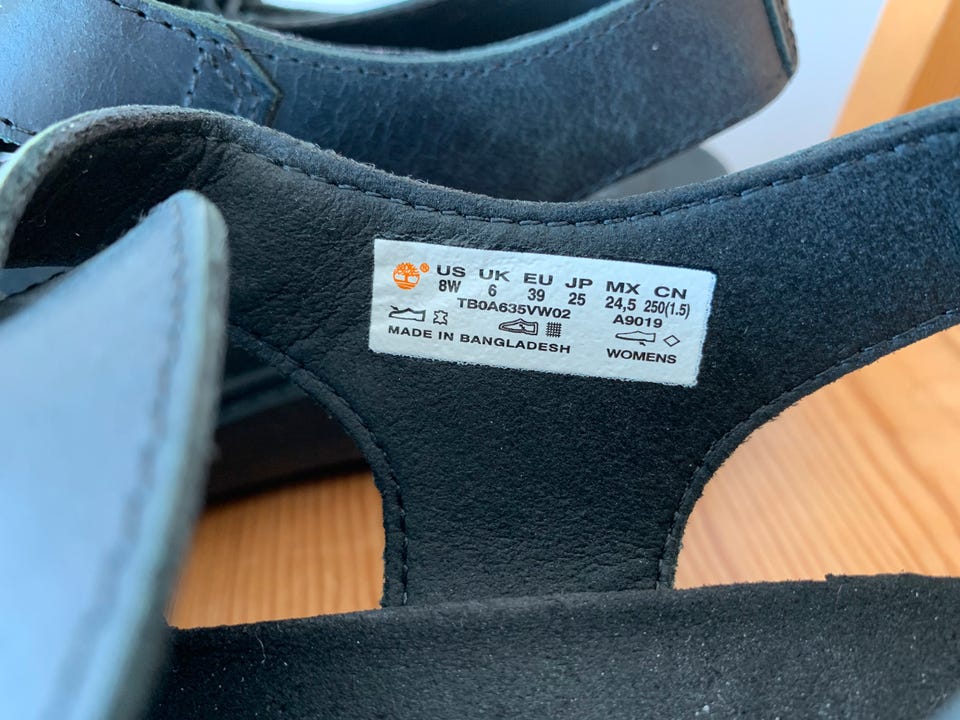 ® US UK EU JP MX CN
8W 6 39 25 24,5 250(1.5)
TB0A635VW02 A9019
MADE IN BANGLADESH WOMENS